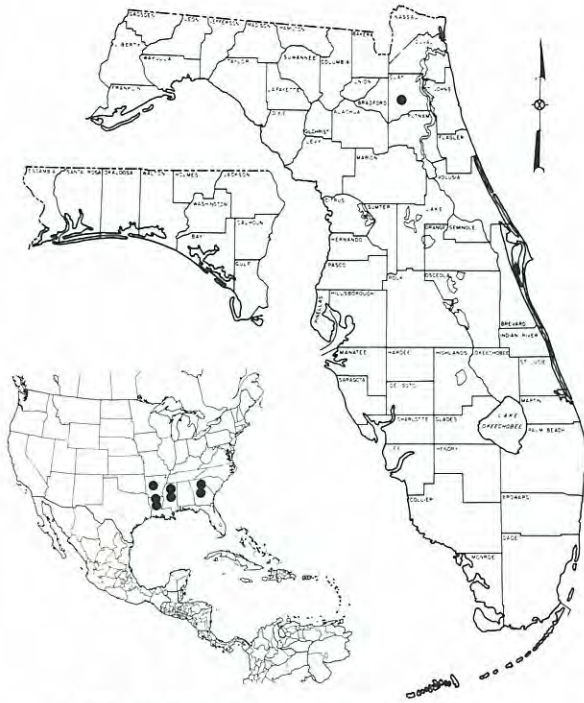 GADSDEN
LEON
JEFFERSON
MADISON
HAMILTON
NASSAU
BAKER
DUVAL
LIBERTY
WAKULLA
TAYLOR
SUWANNEE
COLUMBIA
UNION
CLAY
ST JOHNS
FRANKLIN
LAFAYETTE
BRADFORD
DIXIE
ALACHUA
PUTNAM
GILCHRIST
LEVY
FLAGLER
MARION
VOLUSIA
ESCAMBIA
SANTA ROSA
OKALOOSA
WALTON
HOLMES
JACKSON
WASHINGTON
CALHOUN
BAY
GULF
CITRUS
SUMTER
LAKE
ORANGE
SEMINOLE
HERNANDO
PASCO
POLK
OSCEOLA
PINELLAS
HILLSBOROUGH
BREVARD
INDIAN RIVER
MANATEE
HARDEE
HIGHLANDS
OKEECHOBEE
ST LUCIE
SARASOTA
DE SOTO
MARTIN
CHARLOTTE
GLADES
LAKE
OKEECHOBEE
PALM BEACH
LEE
HENDRY
COLLIER
BROWARD
DADE
MONROE